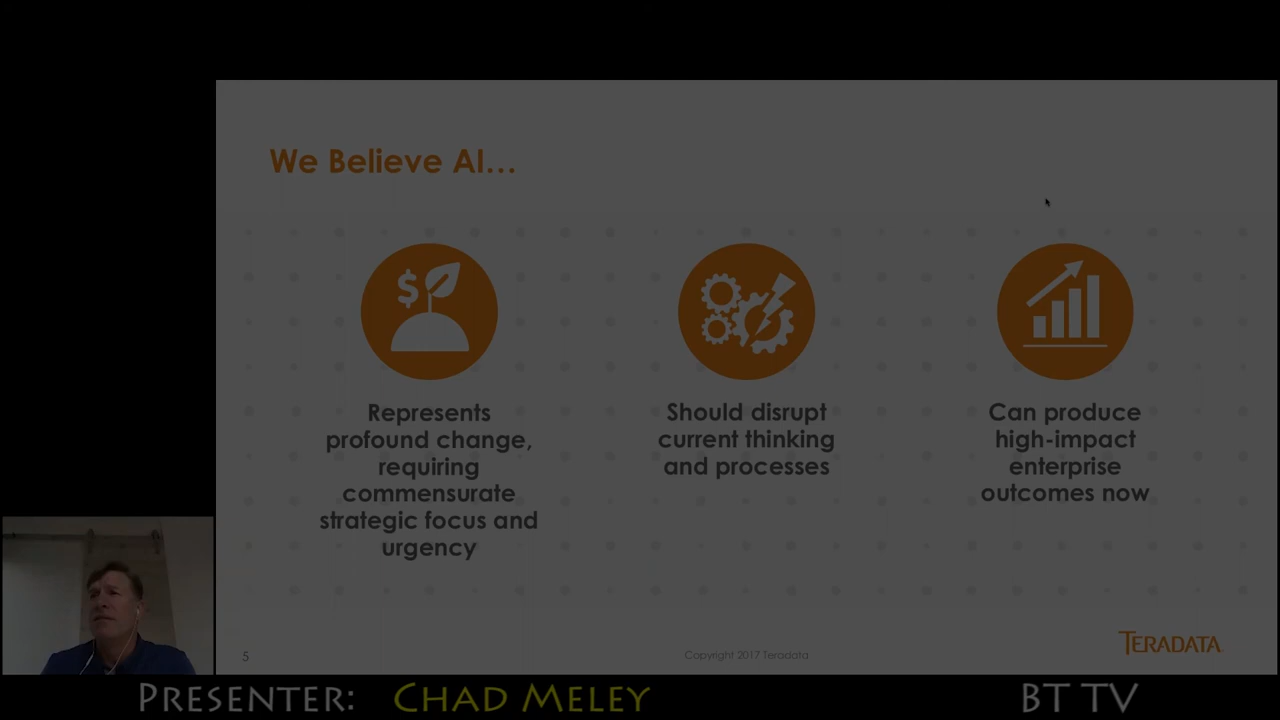 We Believe AI...
$
Represents
profound change,
requiring
commensurate
strategic focus and
urgency
Should disrupt
current thinking
and processes
Can produce
high-impact
enterprise
outcomes now
5
Copyright 2017 Teradata
TERADATA
PRESENTER: CHAD MELEY
BT TV